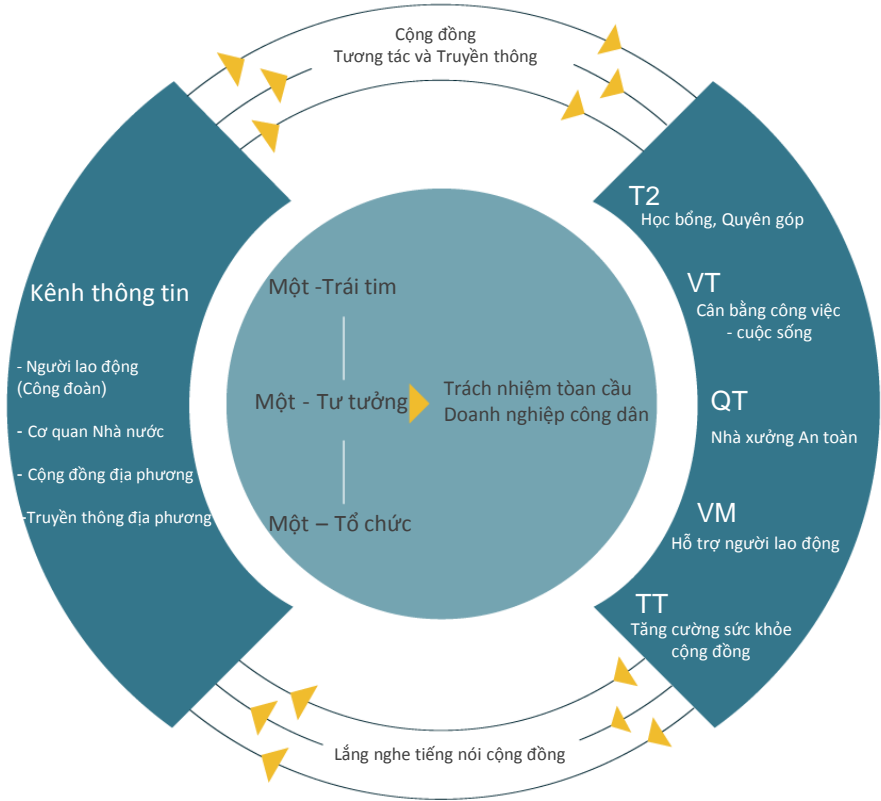 Cộng đồng
Tương tác và Truyền thông
Kênh thông tin
- Người lao động
(Công đoàn)
- Cơ quan Nhà nước
- Cộng đồng địa phương
-Truyền thông địa phương
Một -Trái tim
Một - Tư tưởng
Một – Tổ chức
Trách nhiệm tòan cầu
Doanh nghiệp công dân
T2
Học bổng, Quyên góp
VT
Cân bằng công việc
- cuộc sống
QT
Nhà xưởng An toàn
VM
Hỗ trợ người lao động
TT
Tăng cường sức khỏe
cộng đồng
Lắng nghe tiếng nói cộng đồng